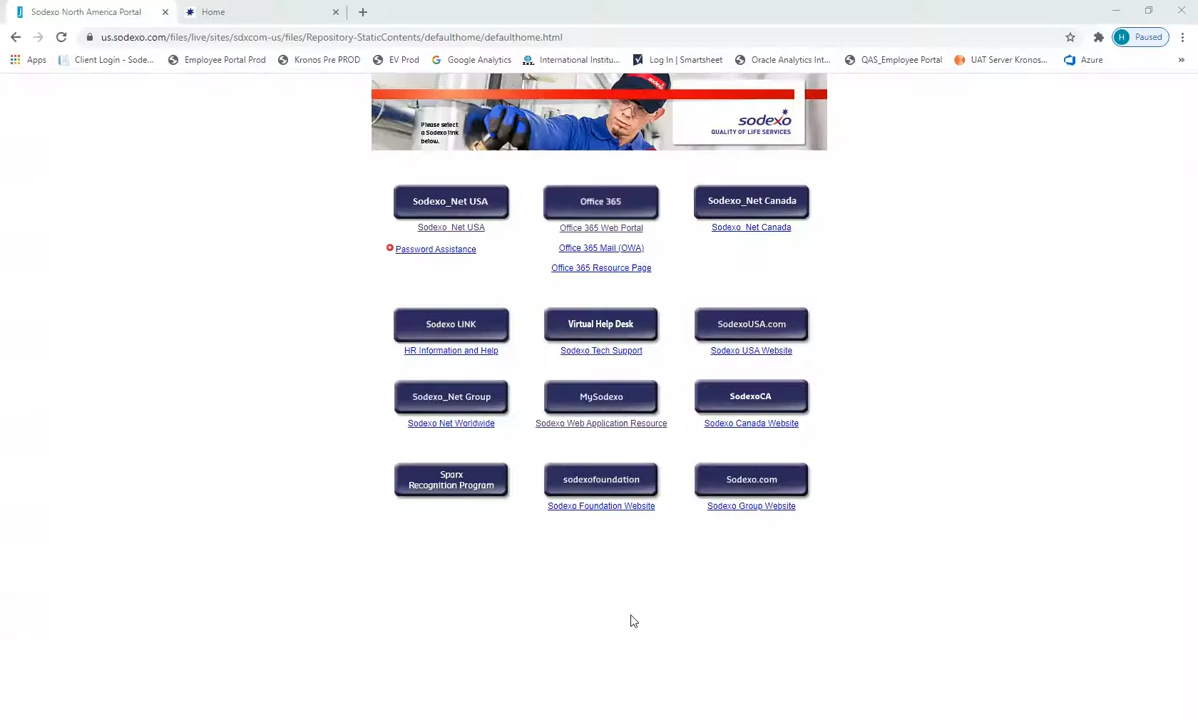 Sodexo North America Portal
Home
us.sodexo.com/files/live/sites/sdxcom-us/files/Repository-StaticContents/defaulthome/defaulthome.html
H Paused
Apps Client Login - Sode... Employee Portal Prod Kronos Pre PROD EV Prod Google Analytics International Institu... Log In | Smartsheet Oracle Analytics Int... QAS_Employee Portal UAT Server Kronos... Azure »
Please select
a Sodexo link
below.
sodexo
QUALITY OF LIFE SERVICES
Sodexo_Net USA Office 365 Sodexo_Net Canada
Sodexo_Net USA Office 365 Web Portal Sodexo_Net Canada
Password Assistance Office 365 Mail (OWA)
Office 365 Resource Page
Sodexo LINK Virtual Help Desk SodexoUSA.com
HR Information and Help Sodexo Tech Support Sodexo USA Website
Sodexo_Net Group MySodexo SodexoCA
Sodexo Net Worldwide Sodexo Web Application Resource Sodexo Canada Website
Sparx
Recognition Program sodexofoundation Sodexo.com
Sodexo Foundation Website Sodexo Group Website